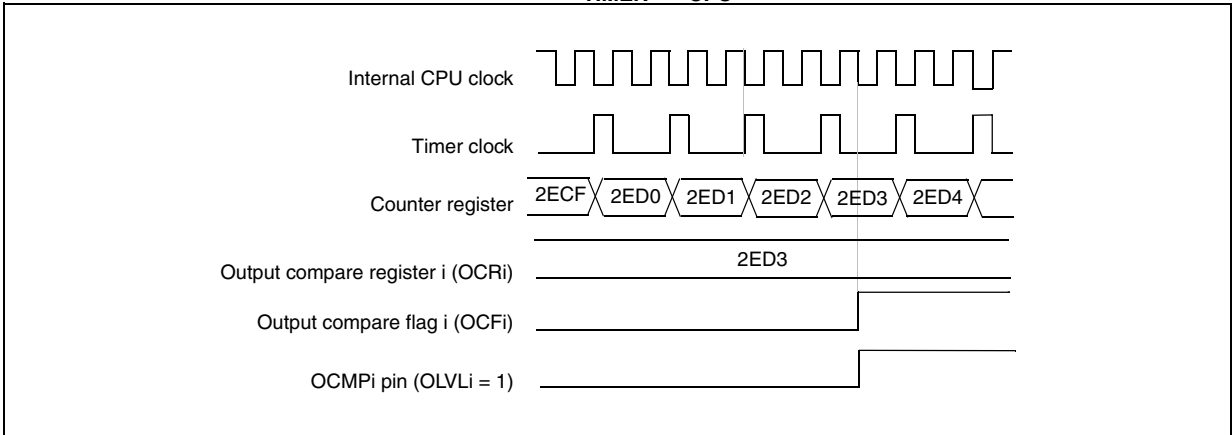 Internal CPU clock
Timer clock
Counter register
2ECF 2ED0 2ED1 2ED2 2ED3 2ED4
Output compare register i (OCRi)
2ED3
Output compare flag i (OCFi)
OCMPi pin (OLVLi = 1)